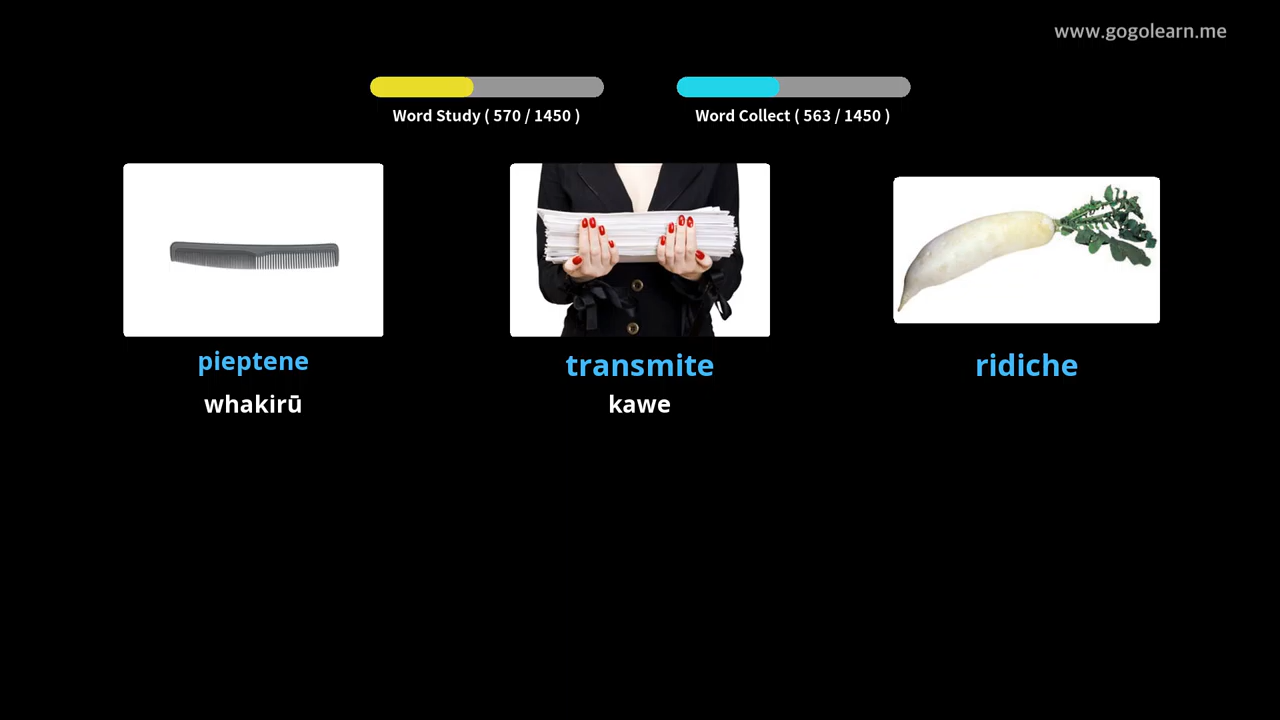 www.gogolearn.me
Word Study ( 570 / 1450 )
Word Collect ( 563 / 1450 )
pieptene
transmite
ridiche
whakirū
kawe